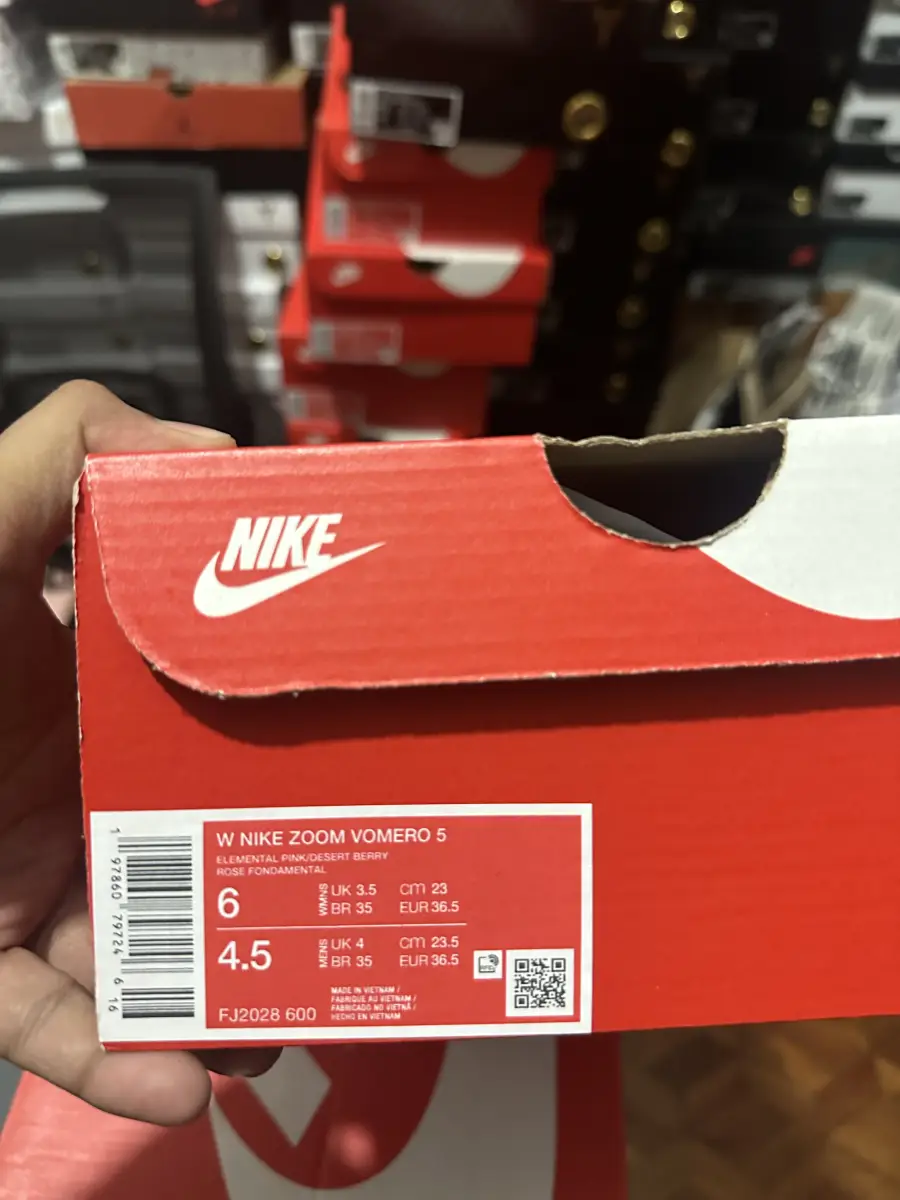 NIKE
W NIKE ZOOM VOMERO 5
ELEMENTAL PINK/DESERT BERRY
ROSE FONDAMENTAL
6 WMNS UK 3.5 cm 23
BR 35 EUR 36.5
4.5 MENS UK 4 cm 23.5
BR 35 EUR 36.5
MADE IN VIETNAM /
FABRIQUE AU VIETNAM /
FABRICADO NO VIETNÃ /
HECHO EN VIETNAM
FJ2028 600
1 97860 79724 6 16